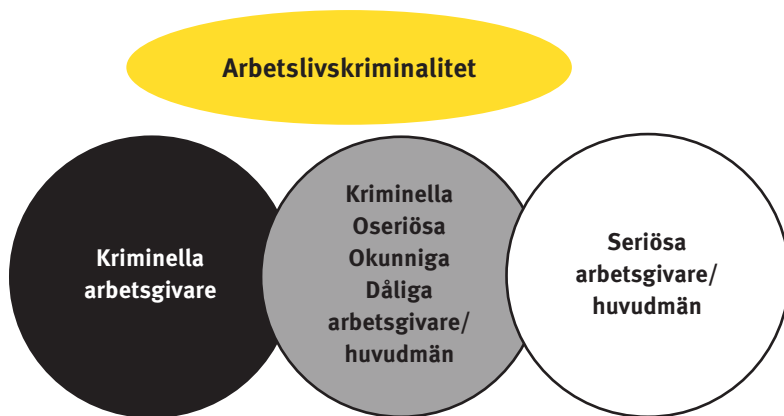 Arbetslivskriminalitet
Kriminella
arbetsgivare
Kriminella
Oseriösa
Okunniga
Dåliga
arbetsgivare/
huvudmän
Seriösa
arbetsgivare/
huvudmän